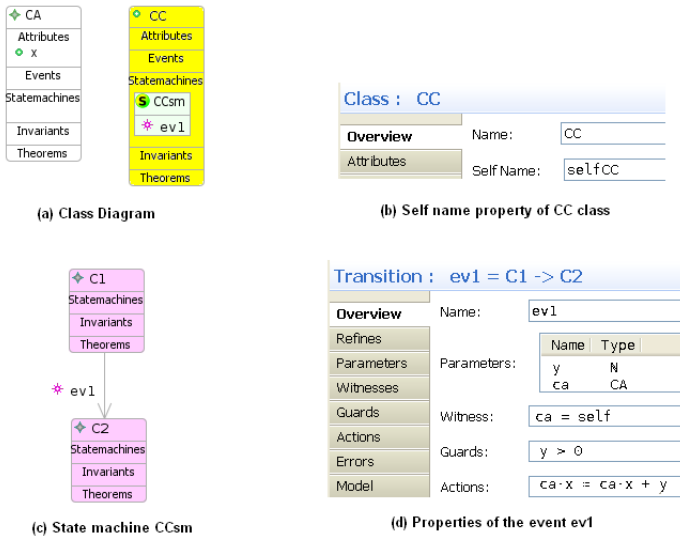 CA
Attributes
x
Events
Statemachines
Invariants
Theorems
CC
Attributes
Events
Statemachines
S CCsm
ev1
Invariants
Theorems
(a) Class Diagram
Class : CC
Overview
Attributes
Name: CC
Self Name: selfCC
(b) Self name property of CC class
C1
Statemachines
Invariants
Theorems
ev1
C2
Statemachines
Invariants
Theorems
(c) State machine CCsm
Transition : ev1 = C1 -> C2
Overview
Refines
Parameters
Witnesses
Guards
Actions
Errors
Model
Name: ev1
Parameters:
Name Type
y ℕ
ca CA
Witness: ca = self
Guards: y > 0
Actions: ca·x ≔ ca·x + y
(d) Properties of the event ev1